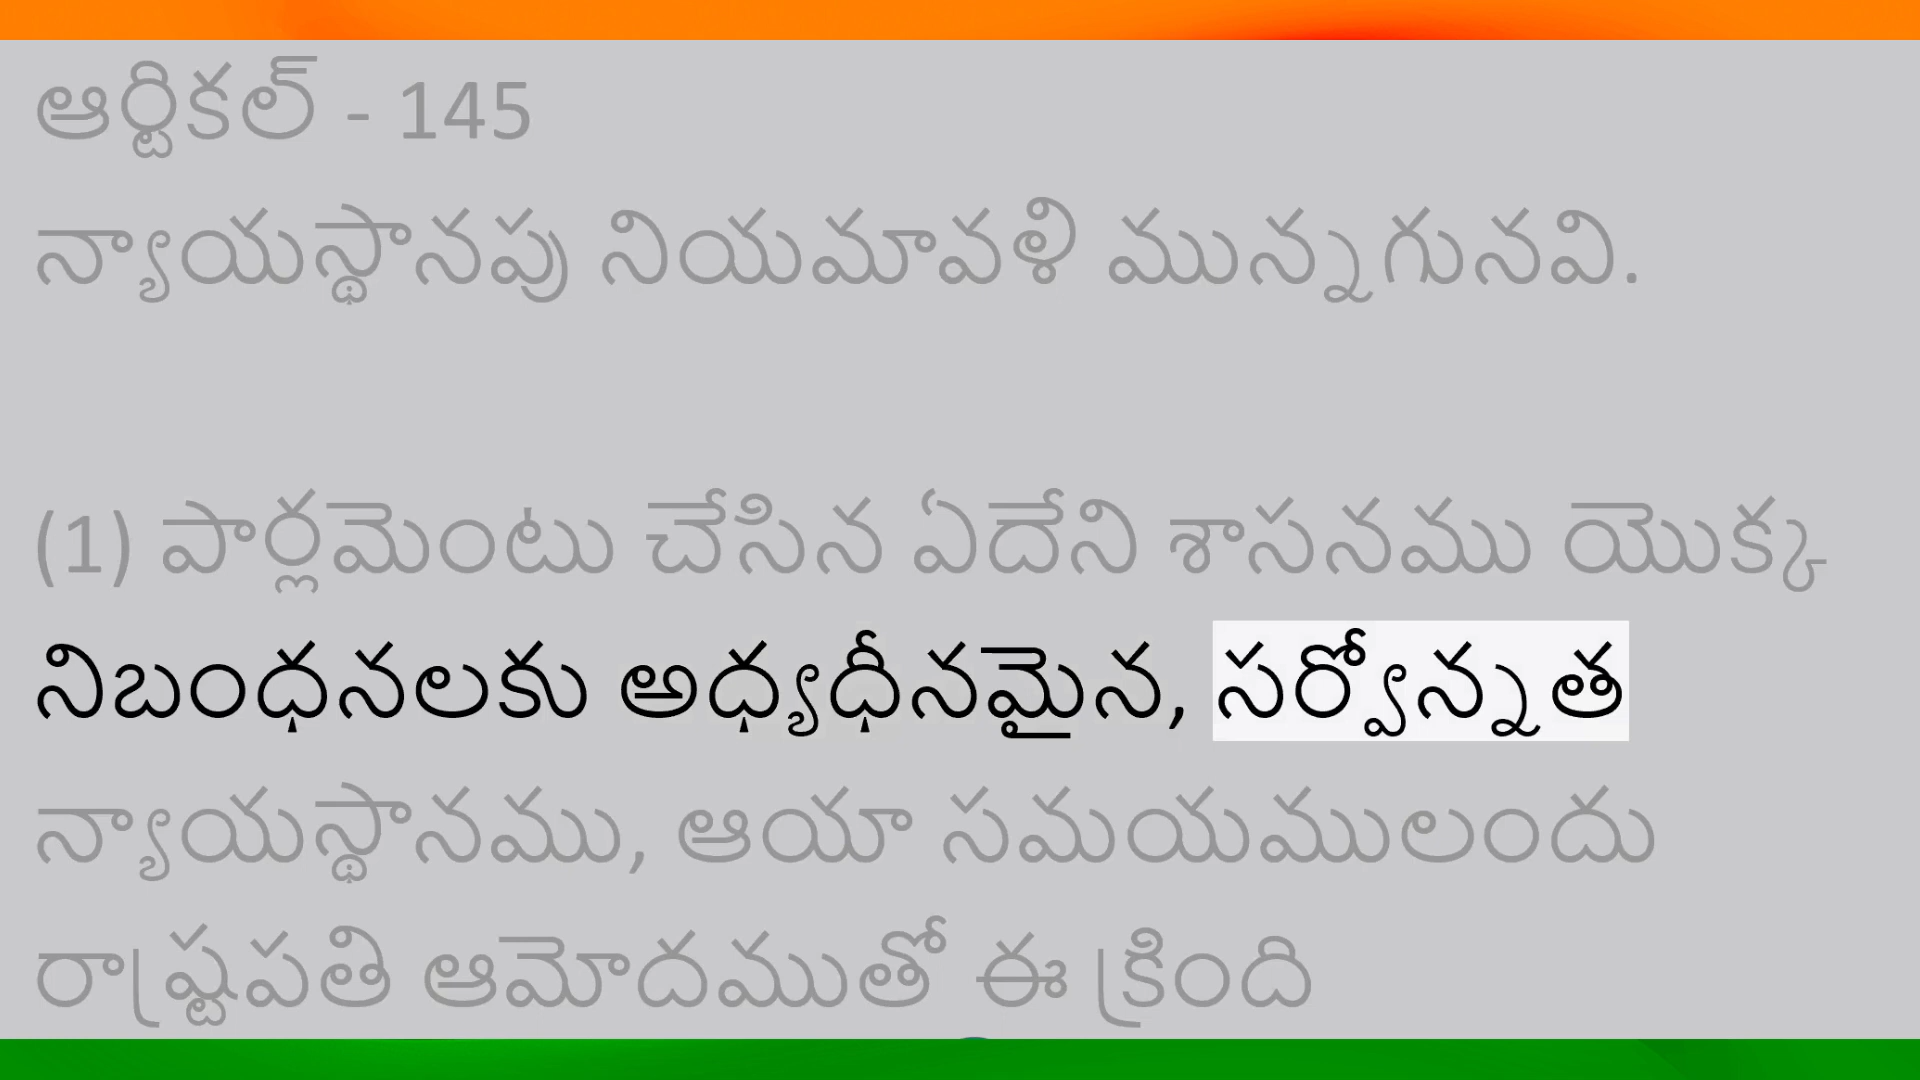 ఆర్టికల్ - 145
న్యాయస్థానపు నియమావళి మున్నగునవి.
(1) పార్లమెంటు చేసిన ఏదేని శాసనము యొక్క
నిబంధనలకు అధ్యధీనమైన, సర్వోన్నత
న్యాయస్థానము, ఆయా సమయములందు
రాష్ట్రపతి ఆమోదముతో ఈ క్రింది